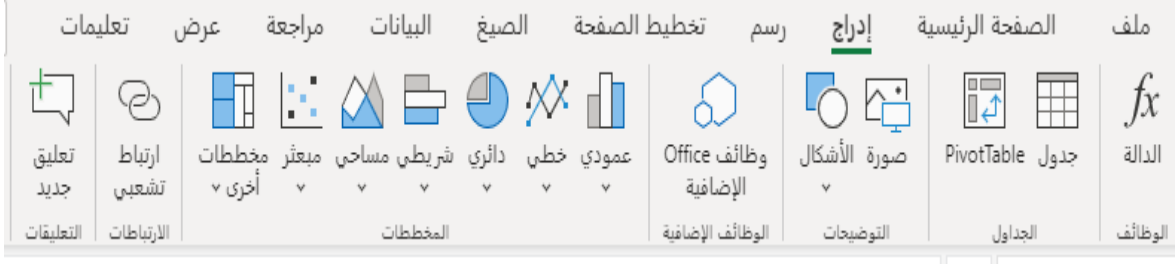 ملف الصفحة الرئيسية إدراج رسم تخطيط الصفحة الصيغ البيانات مراجعة عرض تعليمات
fx
الدالة جدول PivotTable صورة الأشكال وظائف Office عمودي خطي دائري شريطي مساحي مبعثر مخططات ارتباط تعليق
الإضافية أخرى تشعبي جديد
الوظائف الجداول التوضيحات الوظائف الإضافية المخططات الارتباطات التعليقات